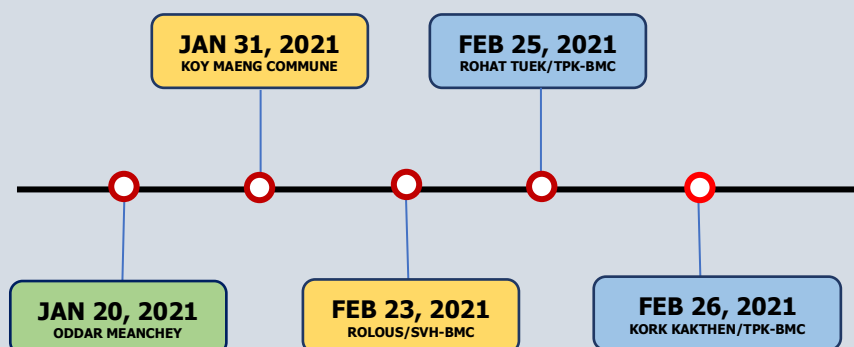 JAN 31, 2021
KOY MAENG COMMUNE
FEB 25, 2021
ROHAT TUEK/TPK-BMC
JAN 20, 2021
ODDAR MEANCHEY
FEB 23, 2021
ROLOUS/SVH-BMC
FEB 26, 2021
KORK KAKTHEN/TPK-BMC